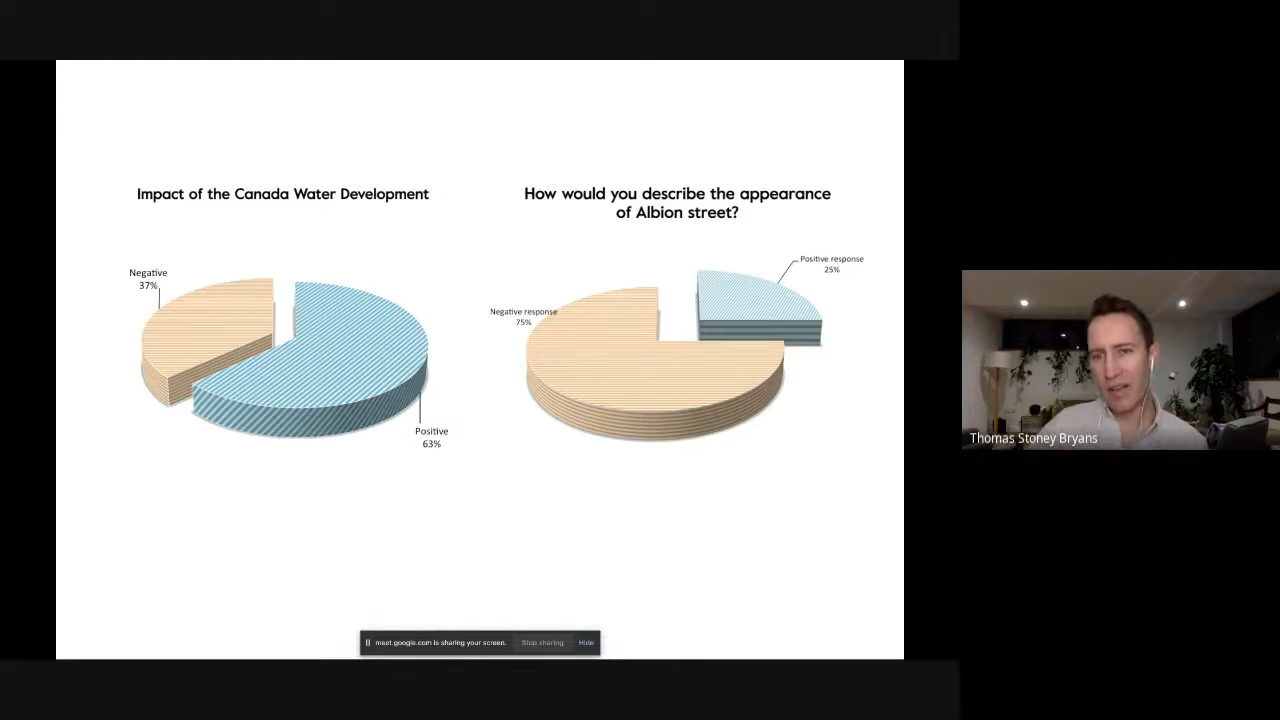 Impact of the Canada Water Development
Negative
37%
Positive
63%
How would you describe the appearance
of Albion street?
Positive response
25%
Negative response
75%
Thomas Stoney Bryans
meet.google.com is sharing your screen. Stop sharing Hide